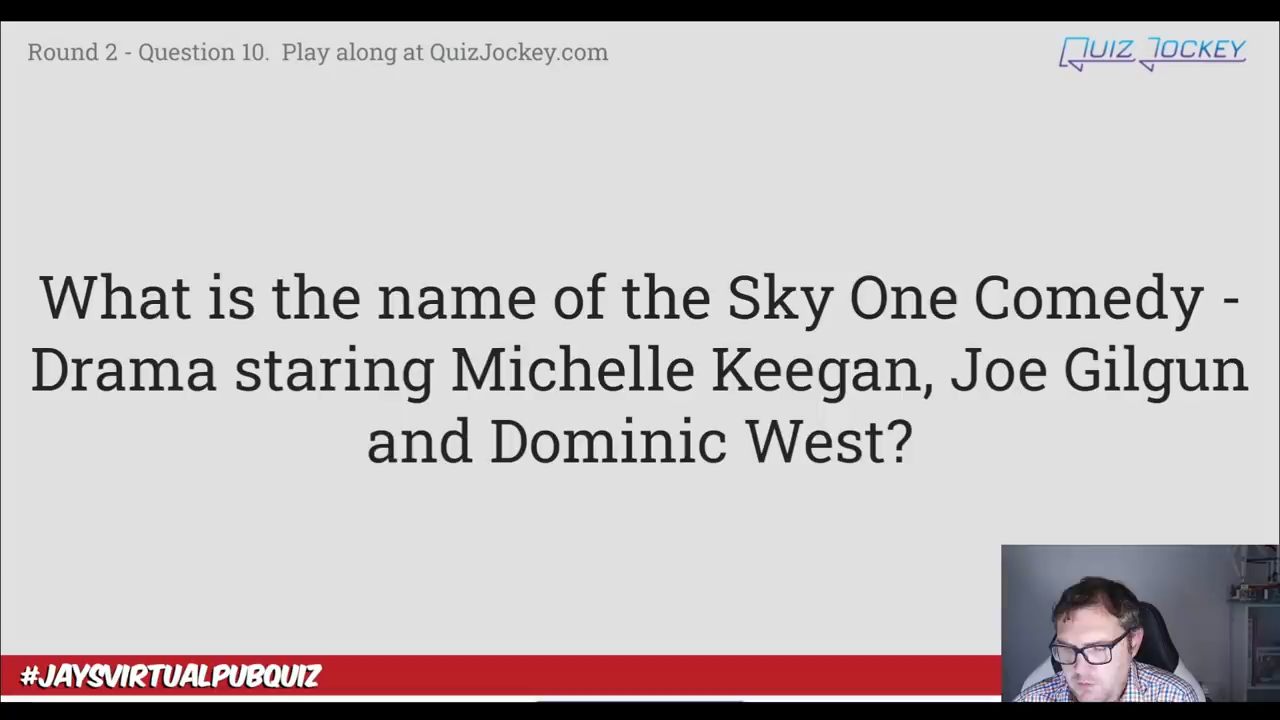 Round 2 - Question 10.  Play along at QuizJockey.com
QUIZ JOCKEY
What is the name of the Sky One Comedy -
Drama staring Michelle Keegan, Joe Gilgun
and Dominic West?
#JAYSVIRTUALPUBQUIZ